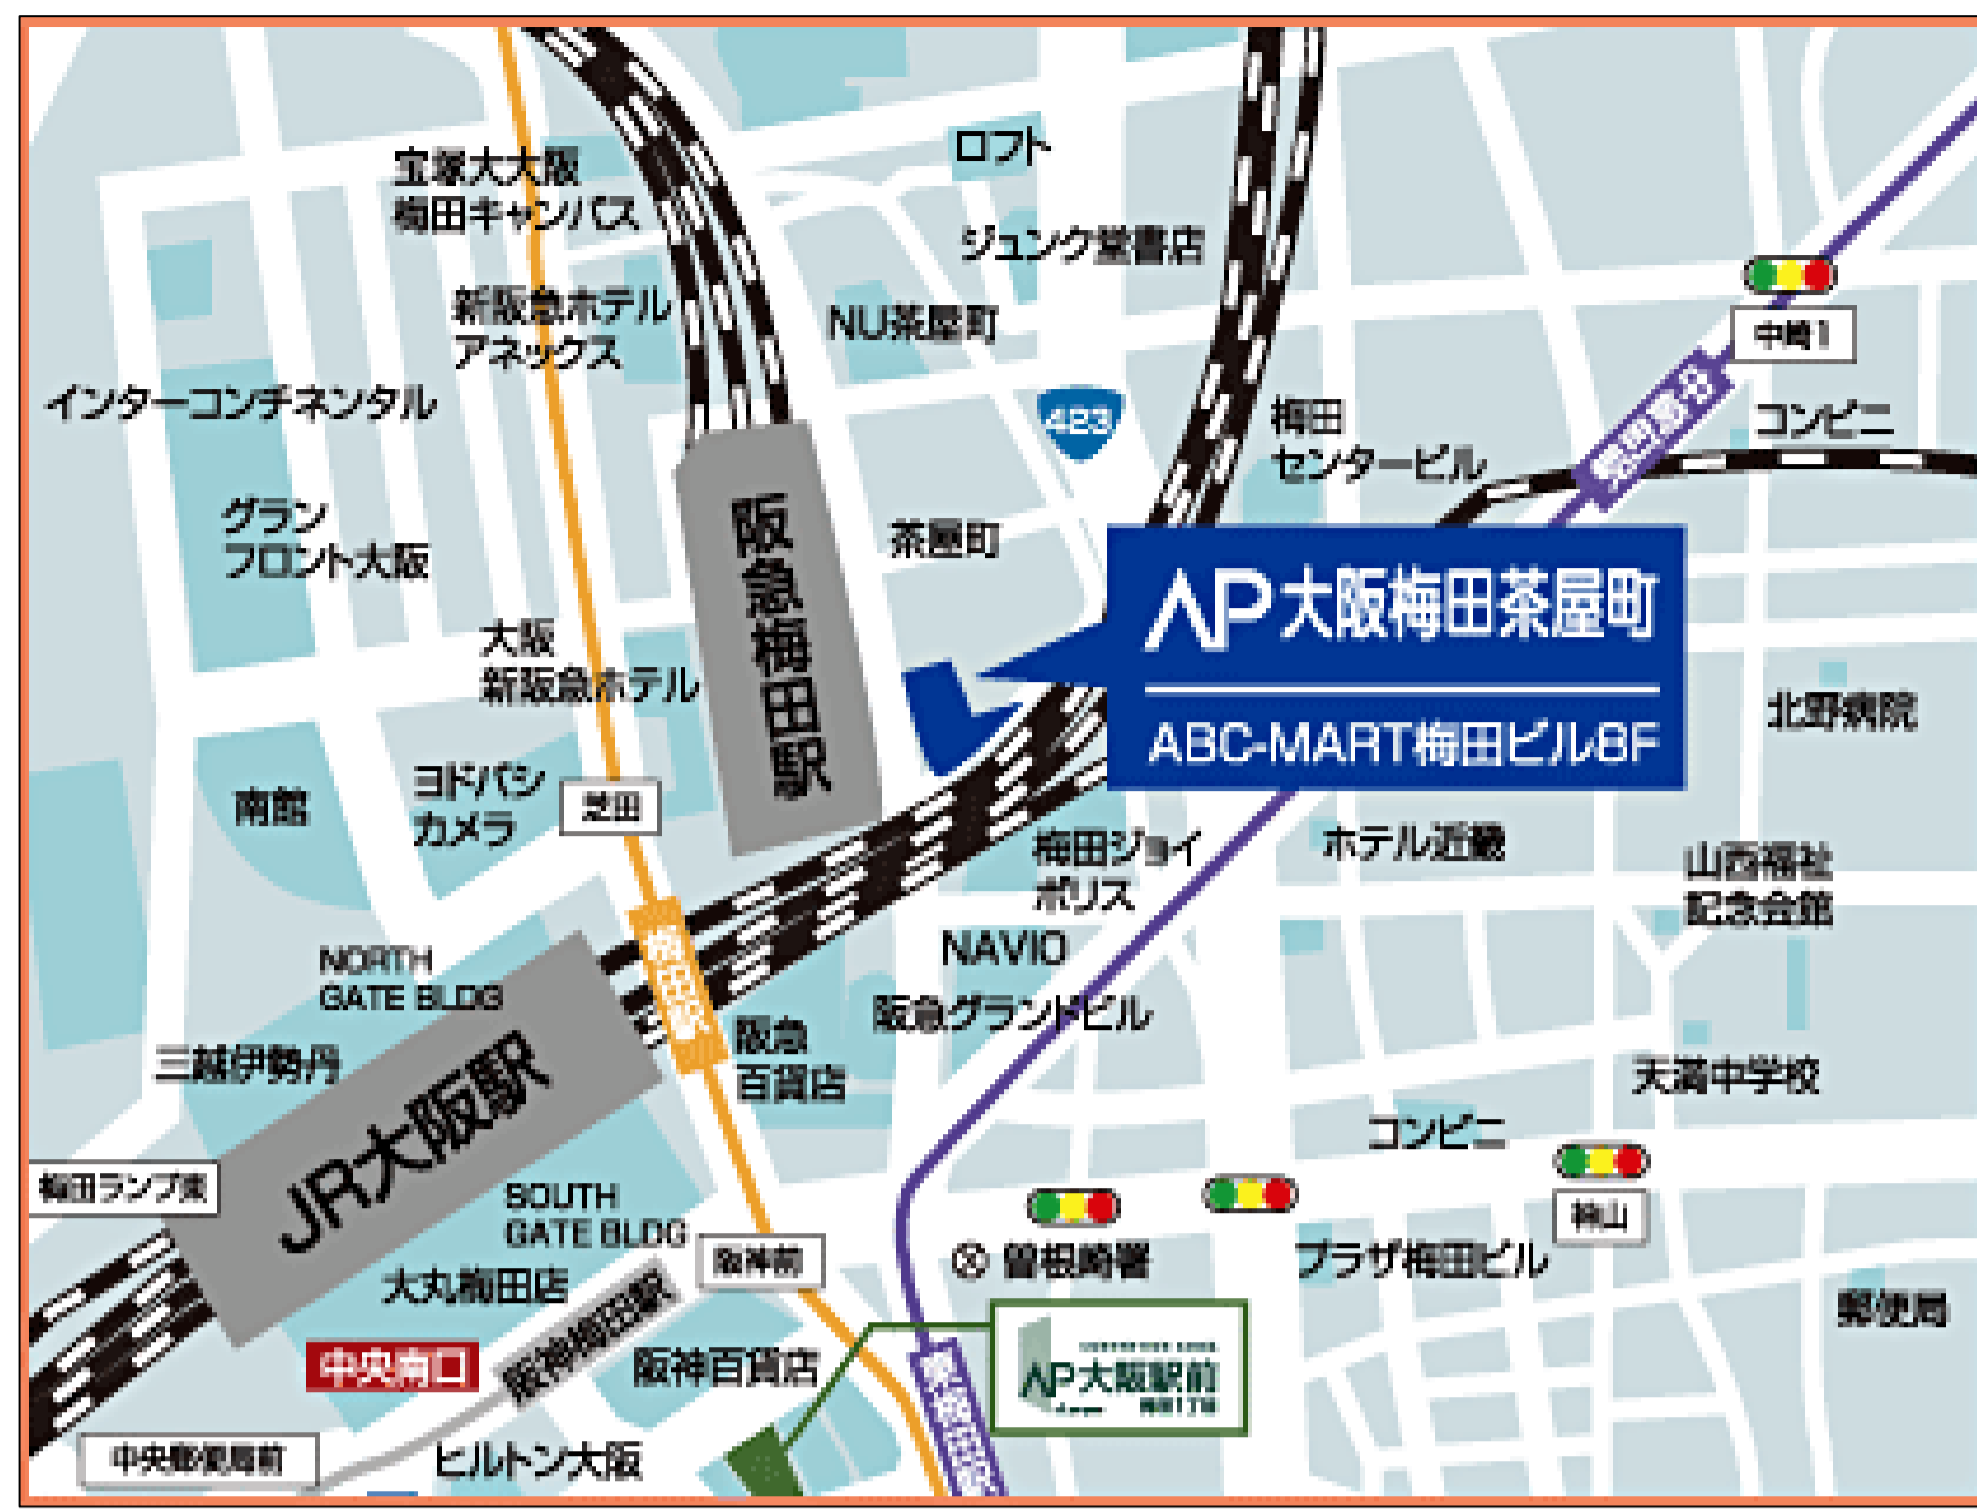 ロフト
宝塚大大阪
梅田キャンパス
ジュンク堂書店
新阪急ホテル
アネックス
NU茶屋町
中崎1
インターコンチネンタル
423
梅田
センタービル
コンビニ
グラン
フロント大阪
茶屋町
阪急梅田駅
AP大阪梅田茶屋町
ABC-MART梅田ビル8F
大阪
新阪急ホテル
北野病院
南館
ヨドバシ
カメラ
芝田
梅田ジョイ
ポリス
ホテル近畿
山西福祉
記念会館
NORTH
GATE BLDG
NAVIO
梅田駅
阪急グランドビル
三越伊勢丹
JR大阪駅
阪急
百貨店
天満中学校
コンビニ
梅田ランプ東
SOUTH
GATE BLDG
阪神前
曽根崎署
プラザ梅田ビル
大丸梅田店
郵便局
中央南口
阪神梅田駅
阪神百貨店
AP大阪駅前
中央郵便局前
ヒルトン大阪